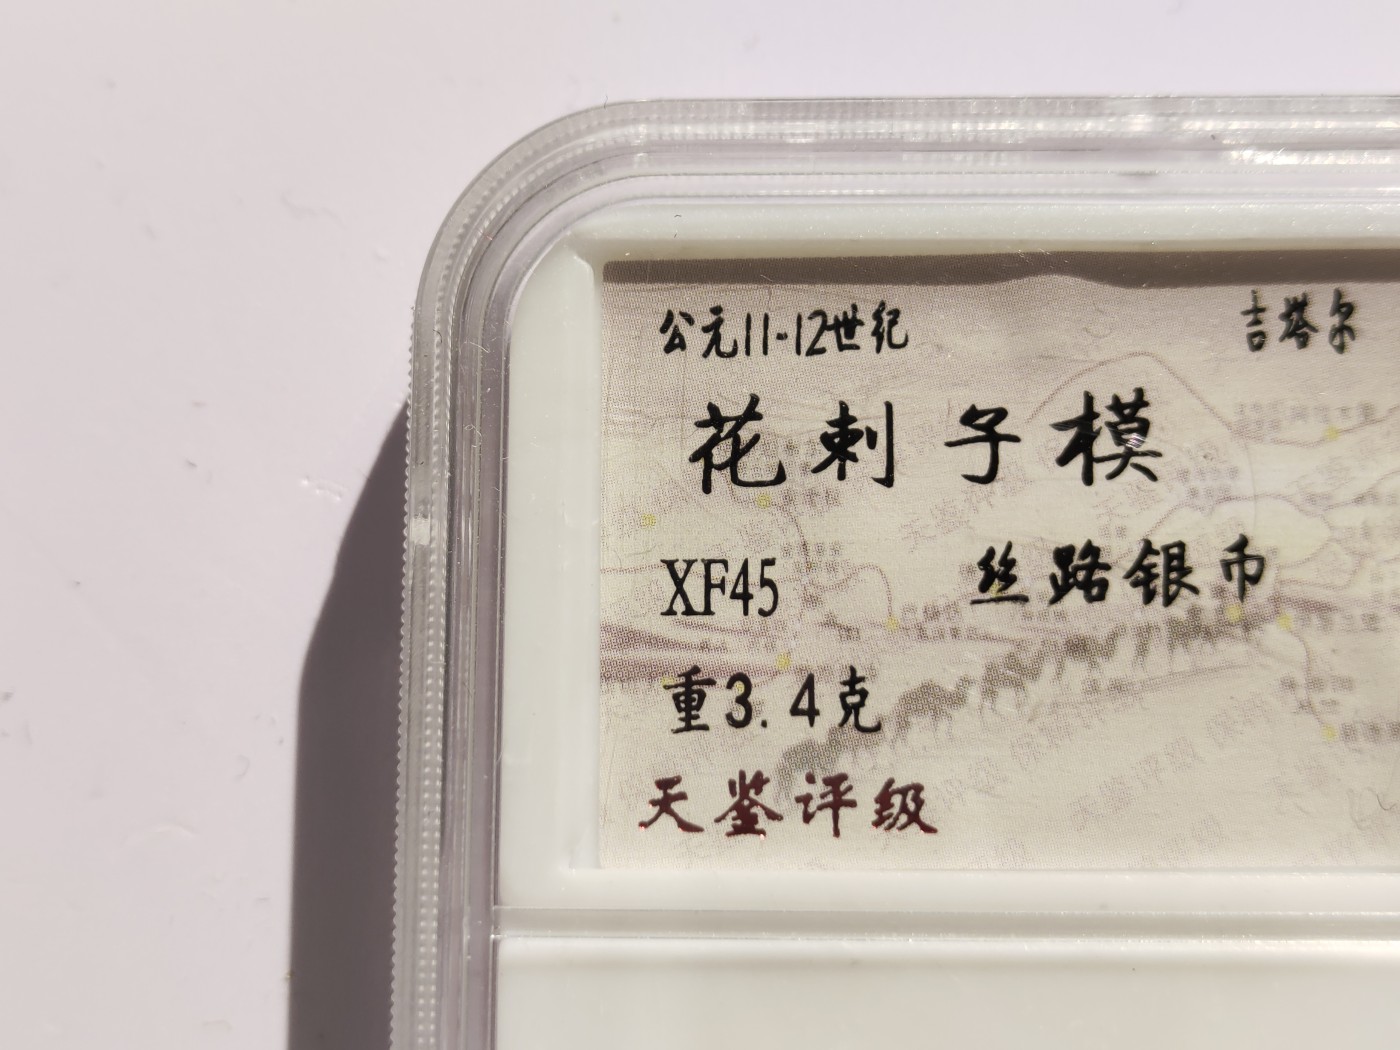 公元11-12世纪 吉塔尔
花剌子模
XF45 丝路银币
重3.4克
天鉴评级